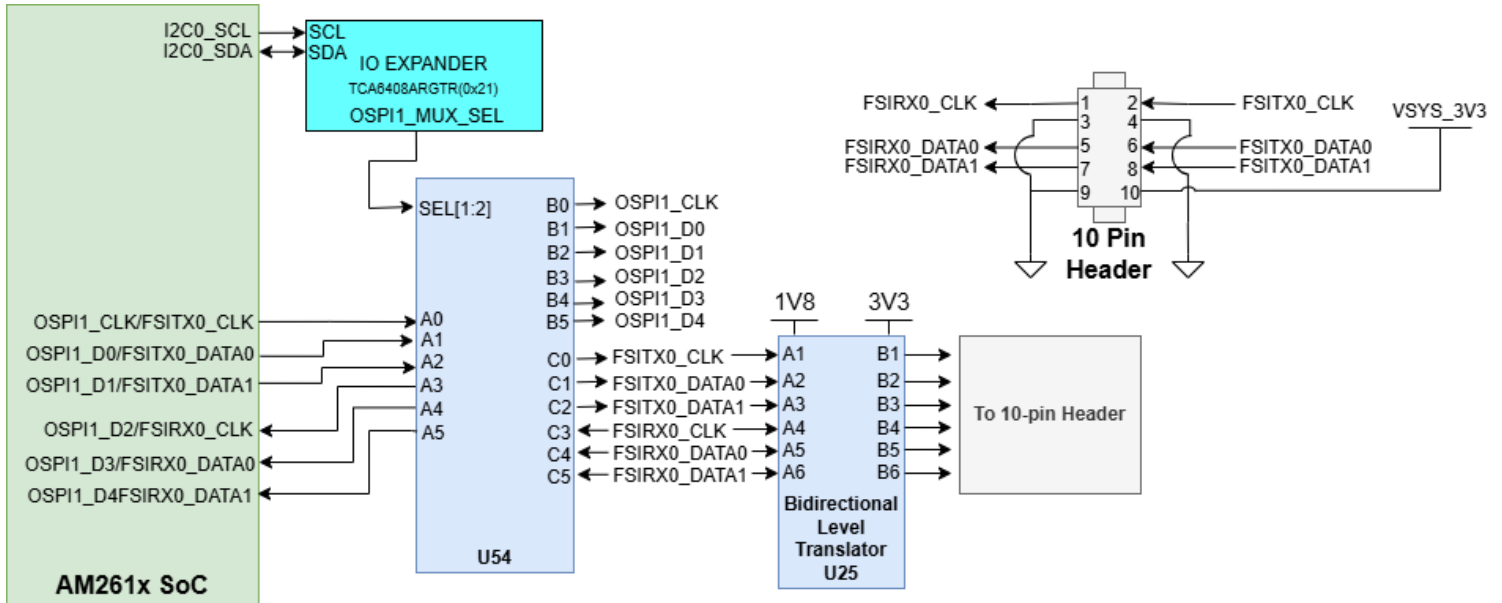 I2C0_SCL
I2C0_SDA
SCL
SDA
IO EXPANDER
TCA6408ARGTR(0x21)
OSPI1_MUX_SEL
SEL[1:2]
OSPI1_CLK/FSITX0_CLK
OSPI1_D0/FSITX0_DATA0
OSPI1_D1/FSITX0_DATA1
OSPI1_D2/FSIRX0_CLK
OSPI1_D3/FSIRX0_DATA0
OSPI1_D4FSIRX0_DATA1
AM261x SoC
A0
A1
A2
A3
A4
A5
B0
B1
B2
B3
B4
B5
C0
C1
C2
C3
C4
C5
U54
OSPI1_CLK
OSPI1_D0
OSPI1_D1
OSPI1_D2
OSPI1_D3
OSPI1_D4
FSITX0_CLK
FSITX0_DATA0
FSITX0_DATA1
FSIRX0_CLK
FSIRX0_DATA0
FSIRX0_DATA1
1V8
3V3
A1
A2
A3
A4
A5
A6
B1
B2
B3
B4
B5
B6
Bidirectional
Level
Translator
U25
To 10-pin Header
FSIRX0_CLK
FSIRX0_DATA0
FSIRX0_DATA1
1 2
3 4
5 6
7 8
9 10
FSITX0_CLK
FSITX0_DATA0
FSITX0_DATA1
VSYS_3V3
10 Pin
Header